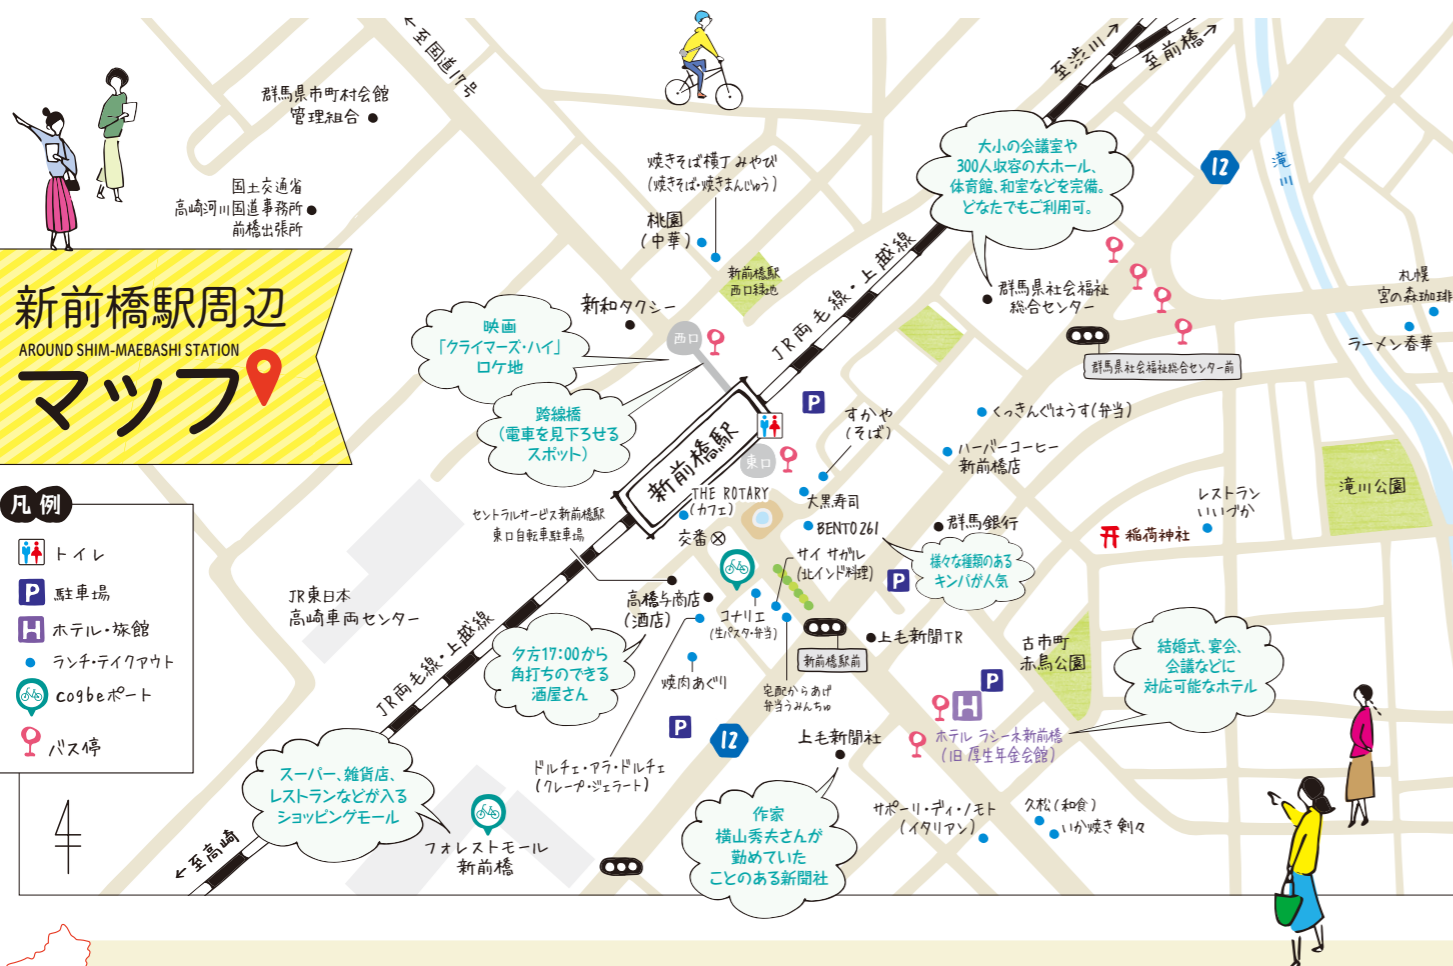 新前橋駅周辺
AROUND SHIM-MAEBASHI STATION
マップ
凡例
トイレ
P
駐車場
H
ホテル・旅館
ランチ・テイクアウト
cogbeポート
バス停
←至国道17号
群馬県市町村会館
管理組合
国土交通省
高崎河川国道事務所
前橋出張所
焼きそば横丁 みやび
(焼きそば・焼きまんじゅう)
桃園
(中華)
新前橋駅
西口緑地
新和タクシー
西口
映画
「クライマーズ・ハイ」
ロケ地
跨線橋
(電車を見下ろせる
スポット)
至渋川→
至前橋→
12
滝川
大小の会議室や
300人収容の大ホール、
体育館、和室などを完備。
どなたでもご利用可。
JR両毛線・上越線
群馬県社会福祉
総合センター
群馬県社会福祉総合センター前
札幌
宮の森珈琲
ラーメン春華
P
新前橋駅
東口
すかや
(そば)
くっきんぐはうす(弁当)
ハーバーコーヒー
新前橋店
THE ROTARY
(カフェ)
大黒寿司
BENTO 261
群馬銀行
レストラン
いいづか
滝川公園
稲荷神社
セントラルサービス新前橋駅
東口自転車駐車場
交番
サイ サガル
(北インド料理)
P
様々な種類のある
キンパが人気
JR東日本
高崎車両センター
高橋与商店
(酒店)
コナリエ
(生パスタ・弁当)
新前橋駅前
上毛新聞TR
古市町
赤鳥公園
結婚式、宴会、
会議などに
対応可能なホテル
JR両毛線・上越線
夕方17:00から
角打ちのできる
酒屋さん
焼肉あぐり
宅配からあげ
弁当うみんちゅ
P
H
ホテル ラシーネ新前橋
(旧 厚生年金会館)
P
12
上毛新聞社
ドルチェ・アラ・ドルチェ
(クレープ・ジェラート)
スーパー、雑貨店、
レストランなどが入る
ショッピングモール
フォレストモール
新前橋
作家
横山秀夫さんが
勤めていた
ことのある新聞社
サポーリ・ディ・ノモト
(イタリアン)
久松(和食)
いか焼き 剣々
←至高崎